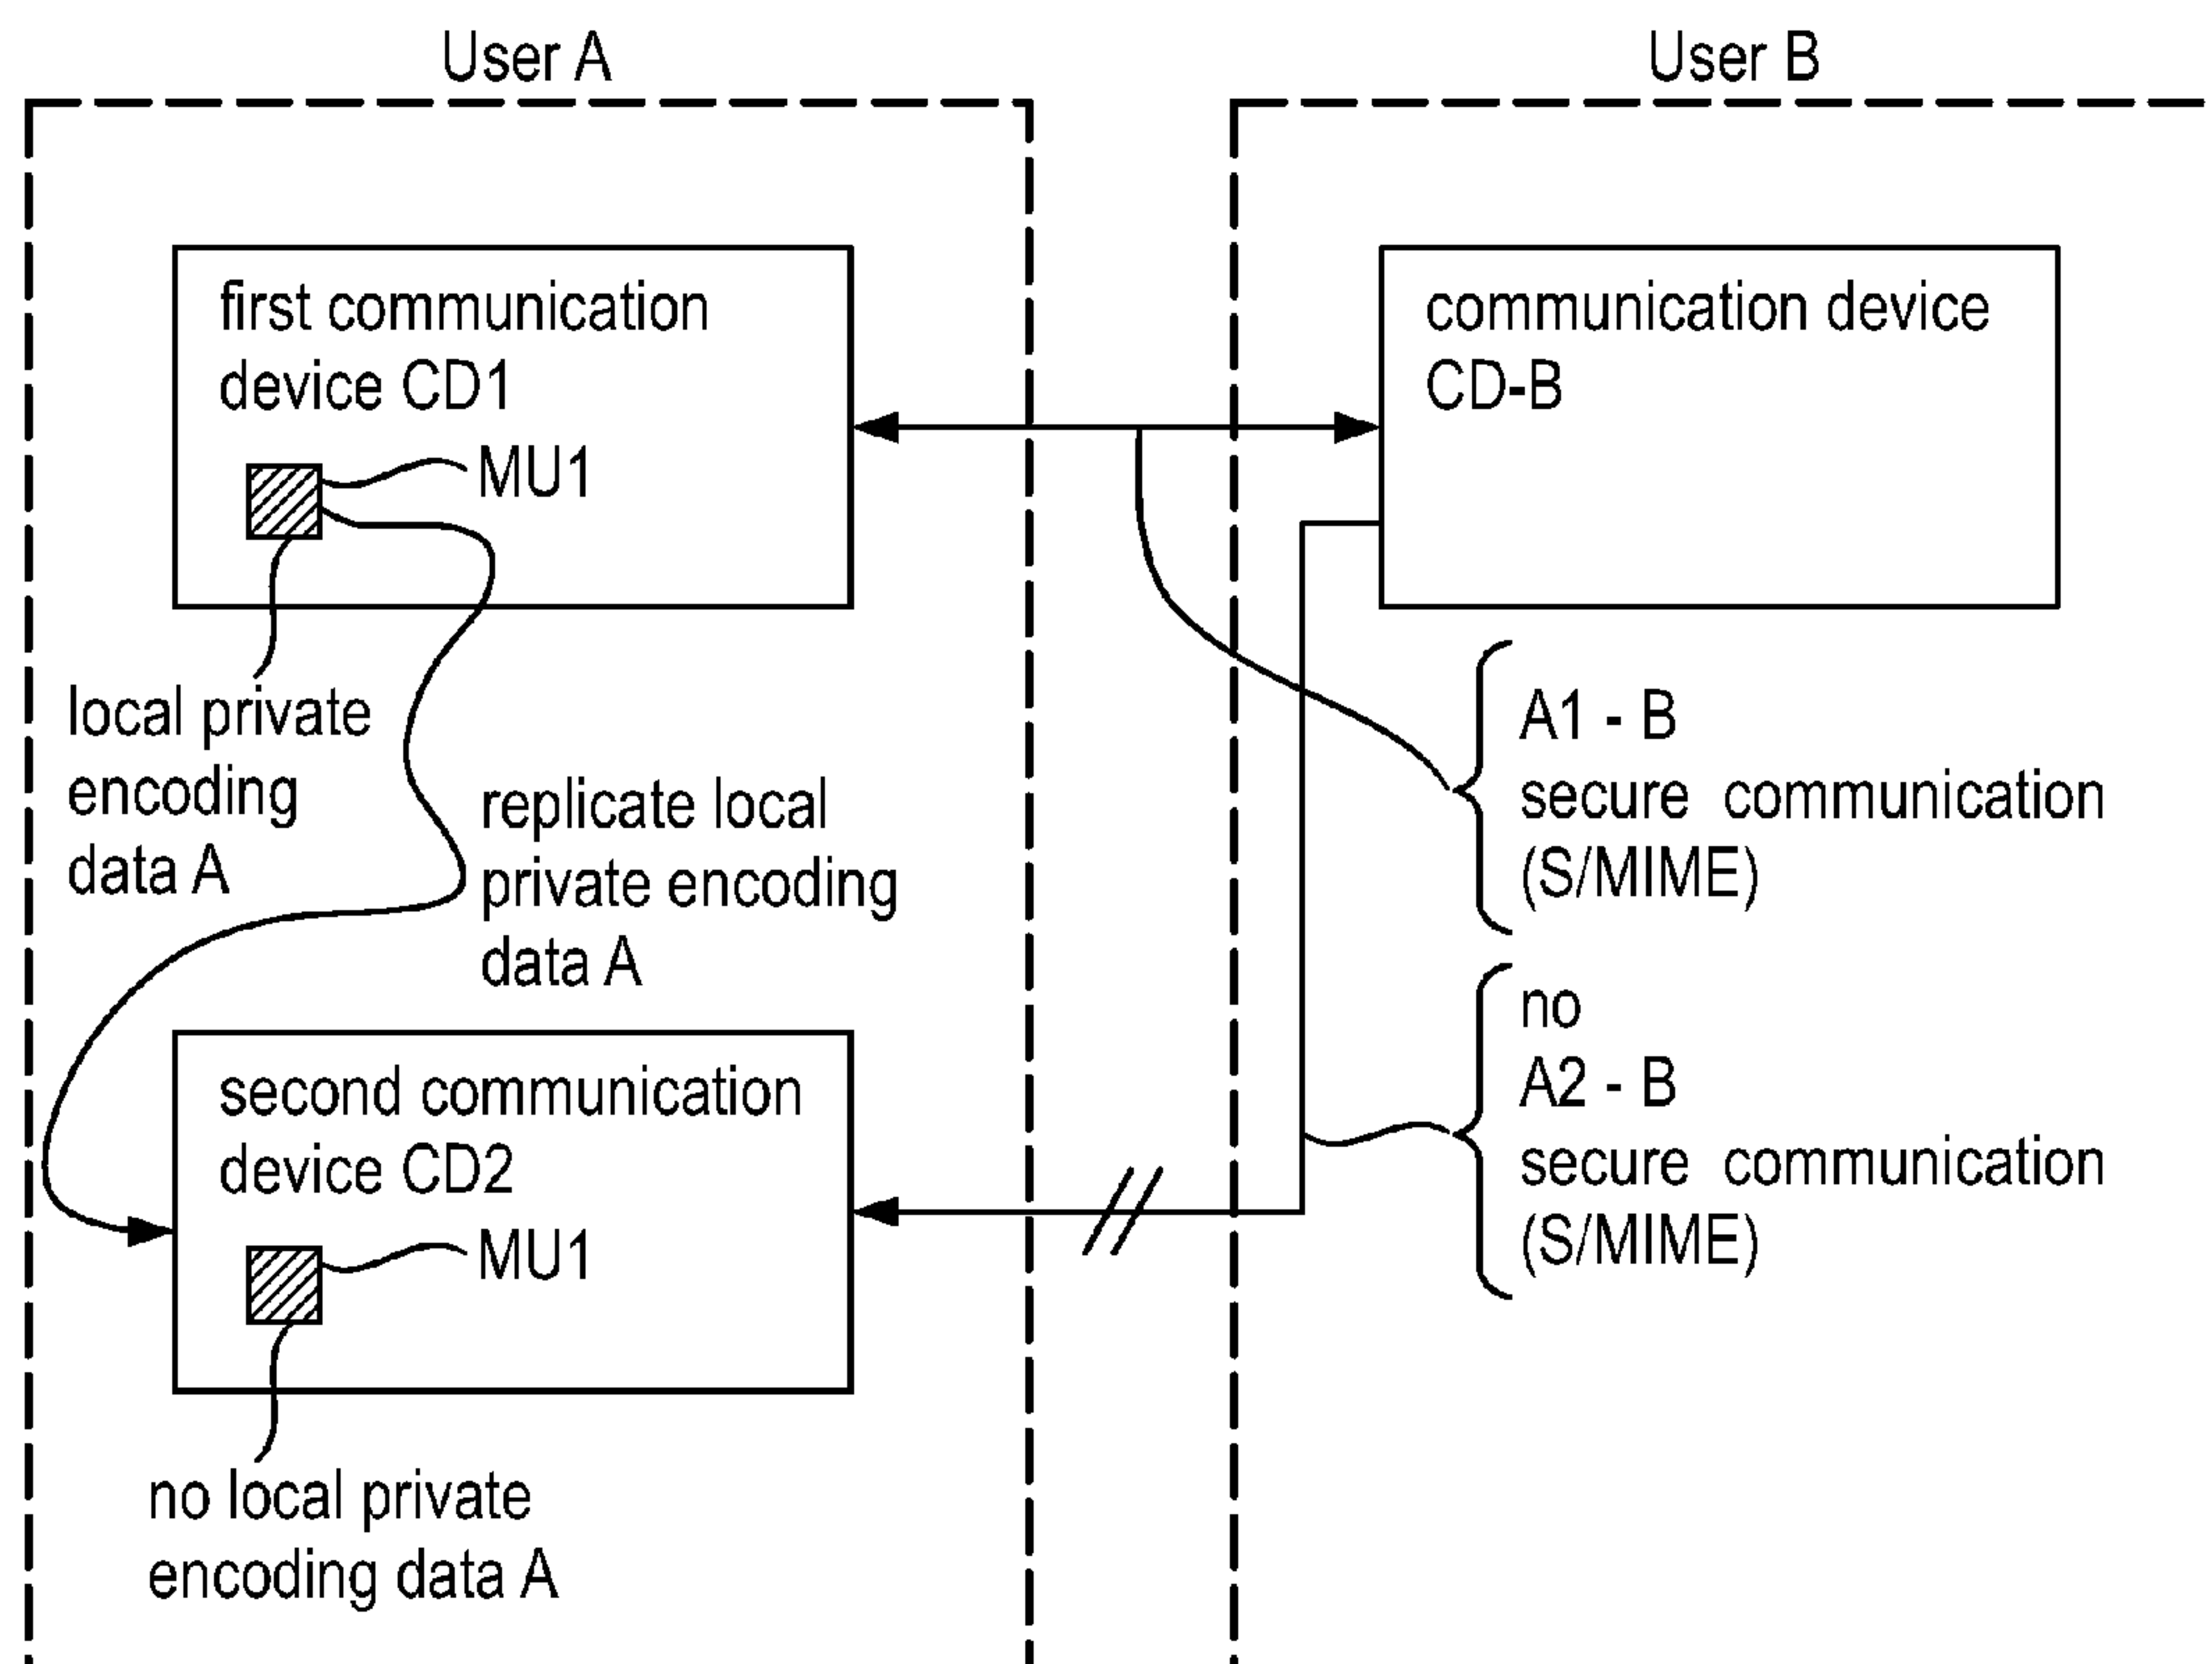 User A
User B
first communication
device CD1
MU1
communication device
CD-B
local private
encoding
data A
replicate local
private encoding
data A
A1 - B
secure communication
(S/MIME)
no
A2 - B
secure communication
(S/MIME)
second communication
device CD2
MU1
no local private
encoding data A